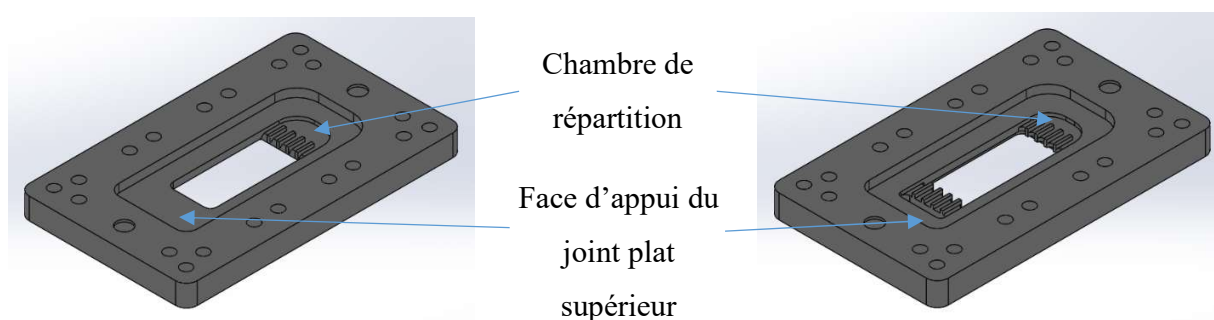 Chambre de
répartition
Face d’appui du
joint plat
supérieur